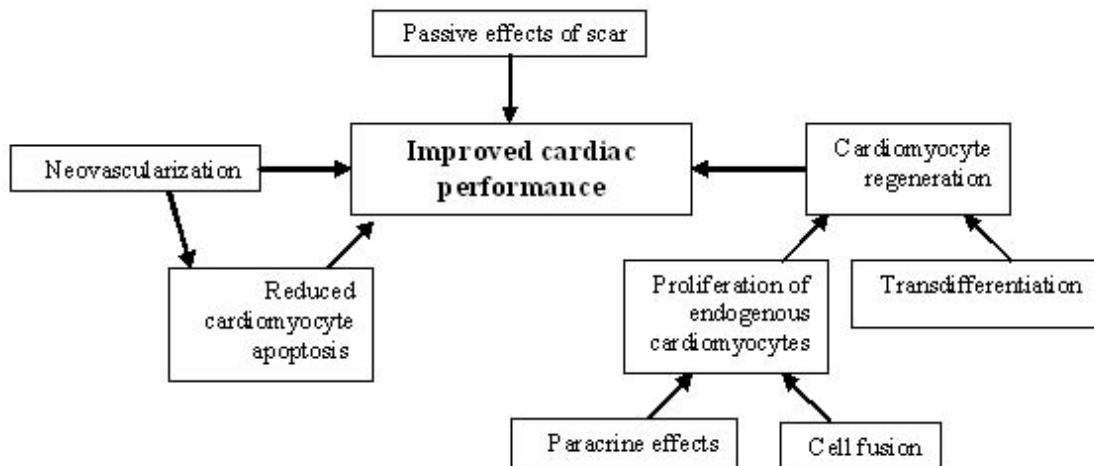 Passive effects of scar
Improved cardiac
performance
Neovascularization
Cardiomyocyte
regeneration
Reduced
cardiomyocyte
apoptosis
Proliferation of
endogenous
cardiomyocytes
Transdifferentiation
Paracrine effects
Cell fusion